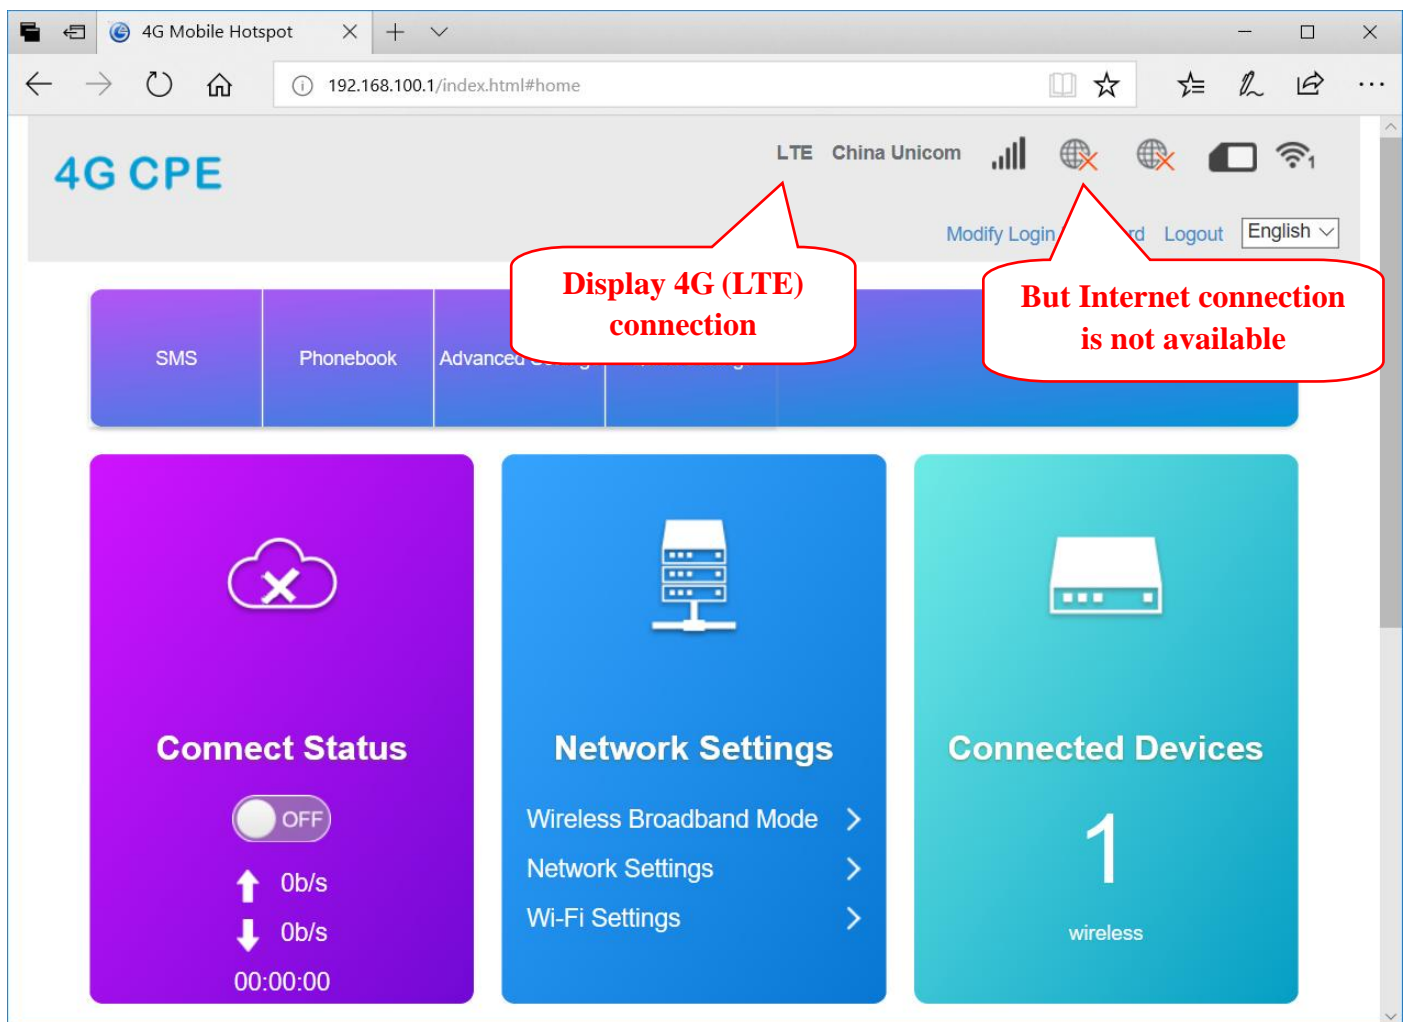 4G Mobile Hotspot
192.168.100.1/index.html#home
4G CPE
LTE China Unicom
1
Modify Login rd Logout English
Display 4G (LTE)
connection
But Internet connection
is not available
SMS Phonebook Advanced
Connect Status
OFF
0b/s
0b/s
00:00:00
Network Settings
Wireless Broadband Mode
Network Settings
Wi-Fi Settings
Connected Devices
1
wireless